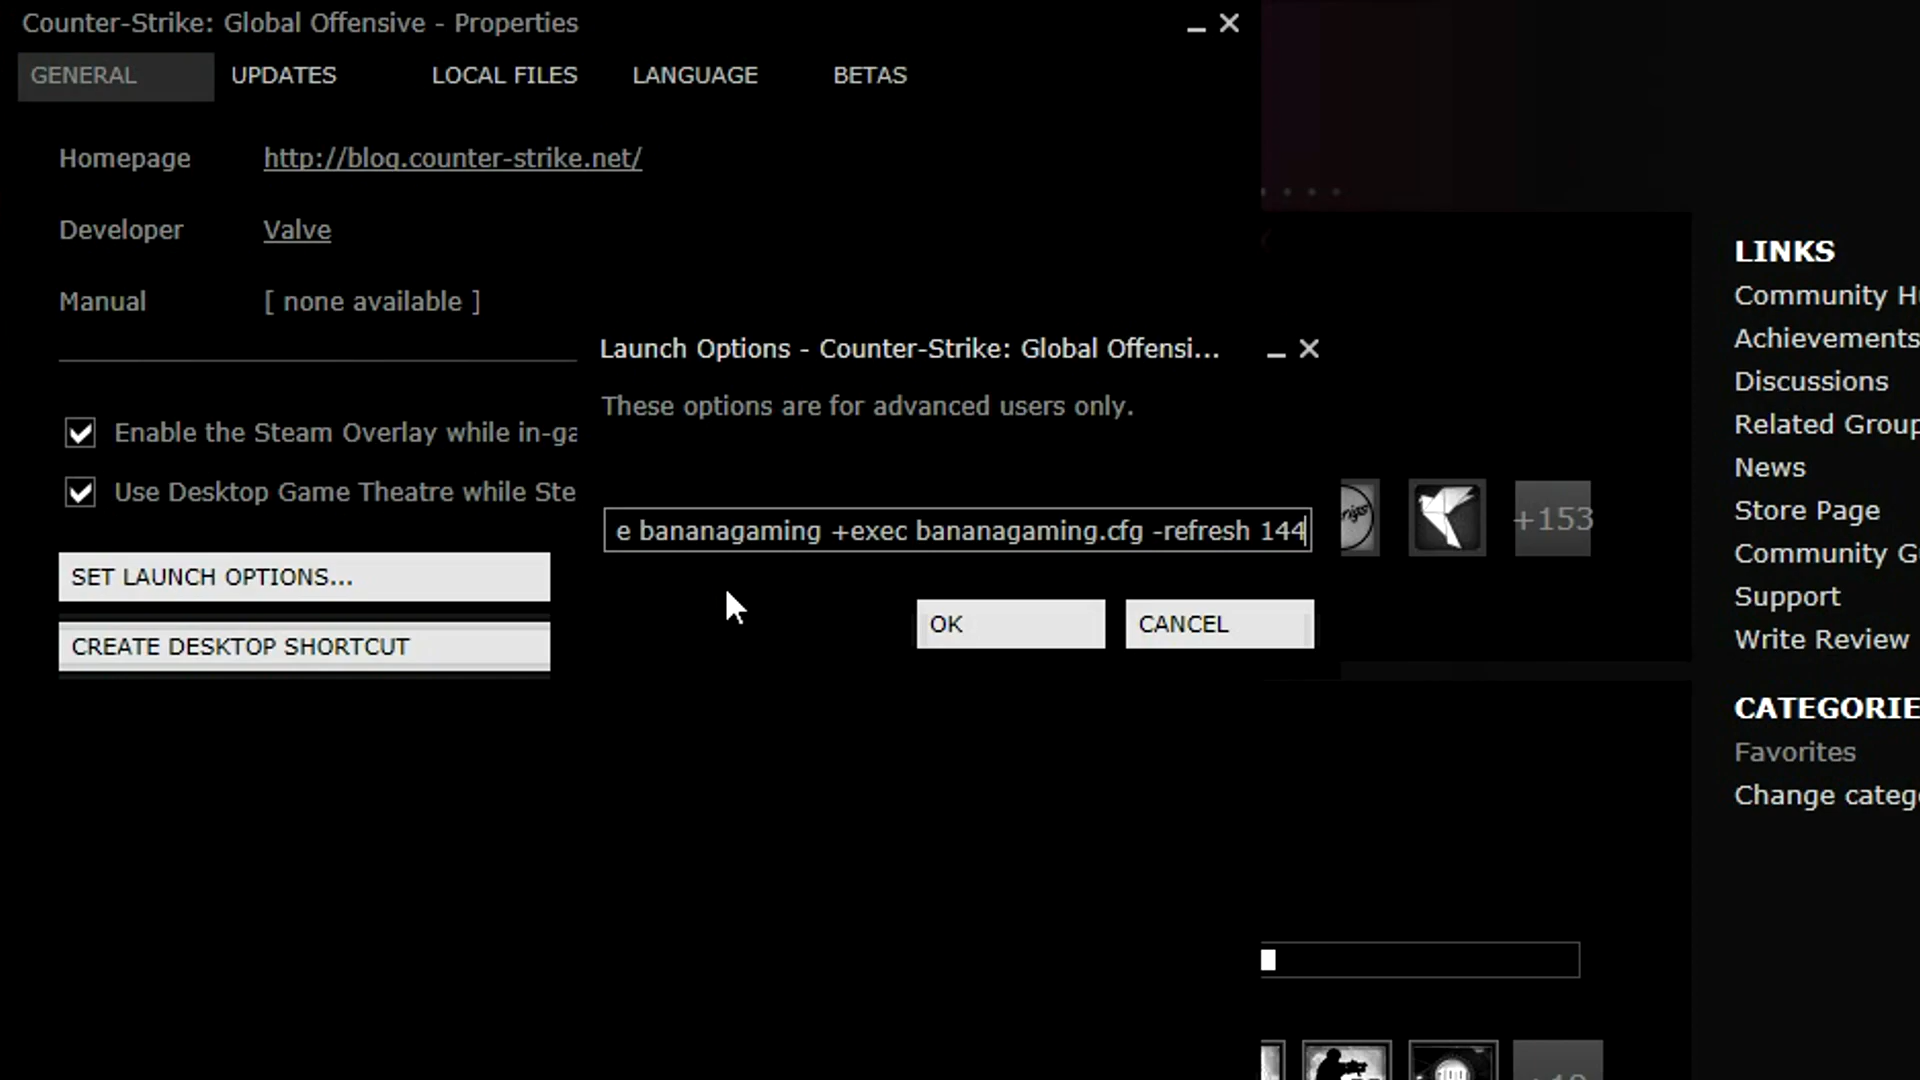 Counter-Strike: Global Offensive - Properties
GENERAL UPDATES LOCAL FILES LANGUAGE BETAS
Homepage http://blog.counter-strike.net/
Developer Valve
Manual [ none available ]
Launch Options - Counter-Strike: Global Offensi...
These options are for advanced users only.
Enable the Steam Overlay while in-ga
Use Desktop Game Theatre while Ste
e bananagaming +exec bananagaming.cfg -refresh 144
SET LAUNCH OPTIONS...
OK CANCEL
CREATE DESKTOP SHORTCUT
+153
LINKS
Community H
Achievements
Discussions
Related Group
News
Store Page
Community G
Support
Write Review
CATEGORIE
Favorites
Change catego